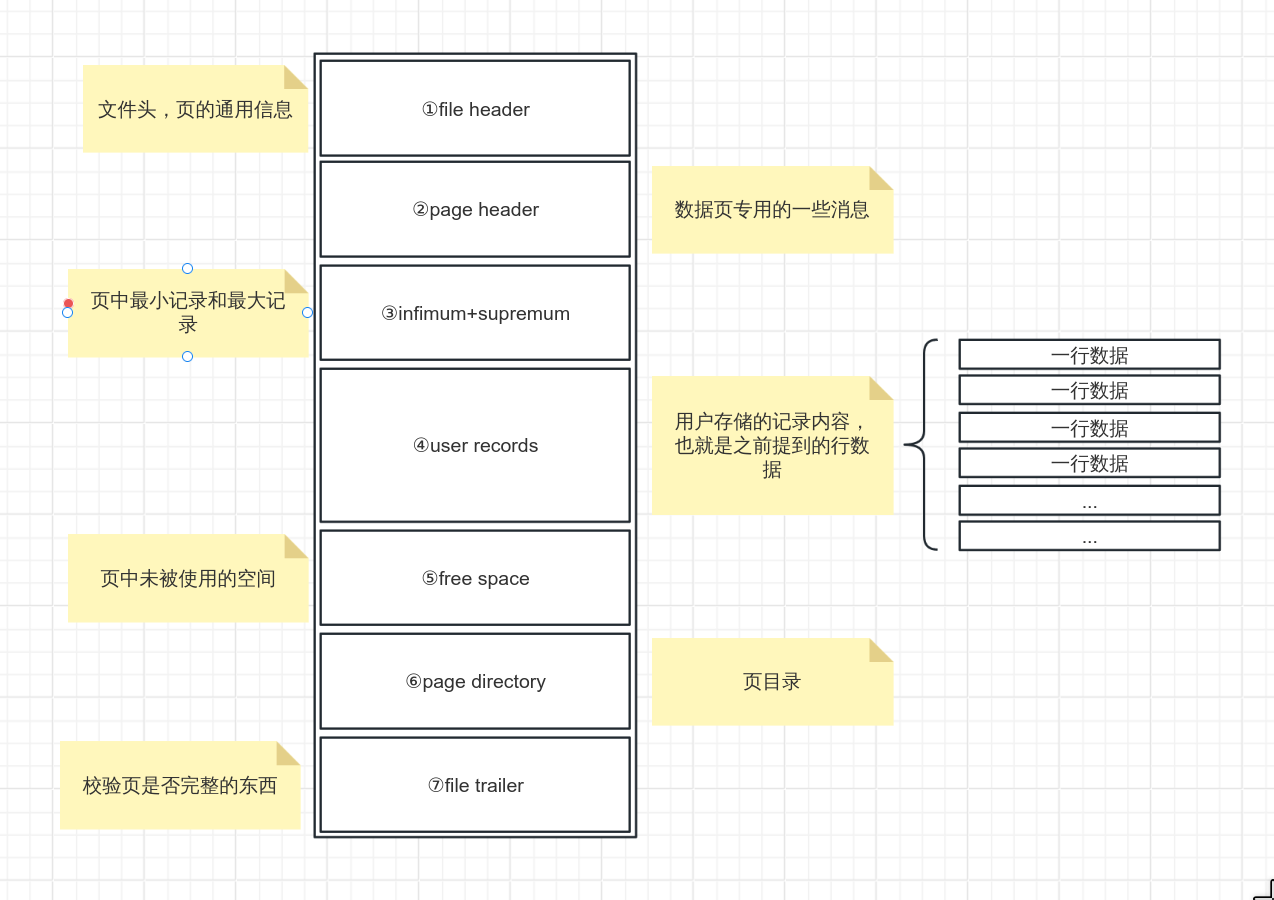 文件头，页的通用信息
①file header
②page header
数据页专用的一些消息
页中最小记录和最大记
录
③infimum+supremum
④user records
用户存储的记录内容，
也就是之前提到的行数
据
一行数据
一行数据
一行数据
一行数据
...
...
页中未被使用的空间
⑤free space
⑥page directory
页目录
校验页是否完整的东西
⑦file trailer